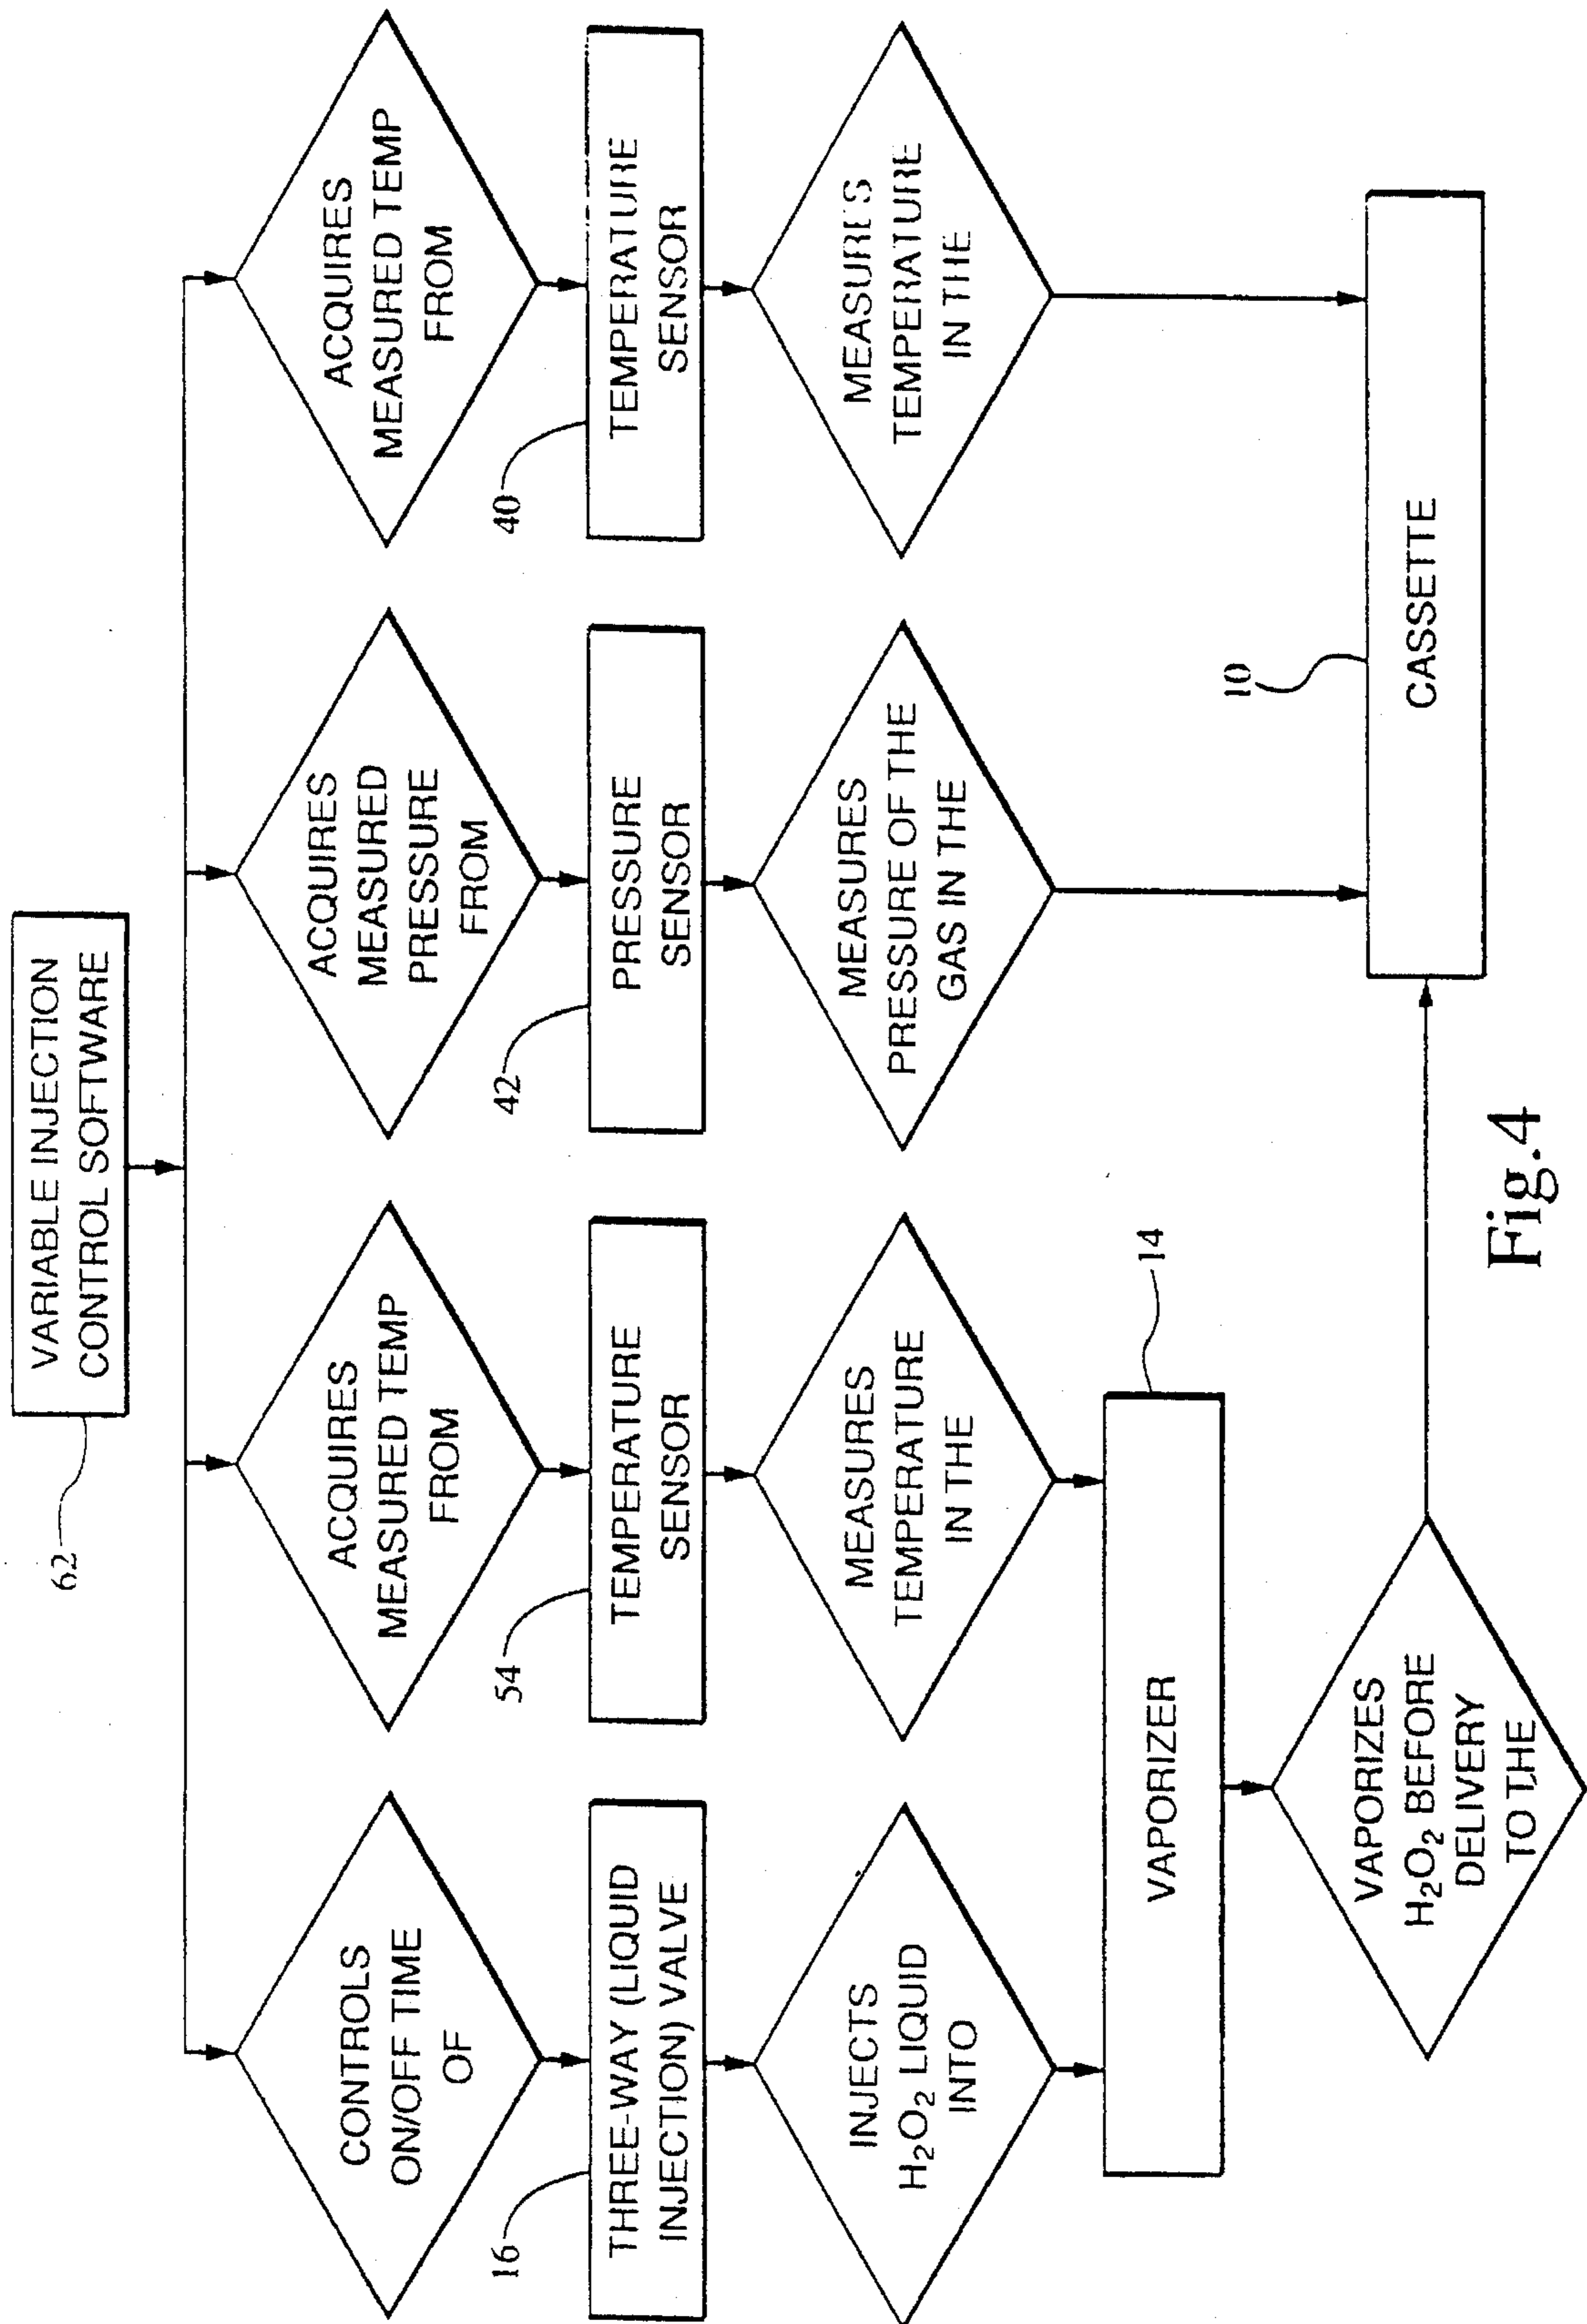 62
VARIABLE INJECTION
CONTROL SOFTWARE
CONTROLS
ON/OFF TIME
OF
ACQUIRES
MEASURED TEMP
FROM
ACQUIRES
MEASURED
PRESSURE
FROM
ACQUIRES
MEASURED TEMP
FROM
16
THREE-WAY (LIQUID
INJECTION) VALVE
54
TEMPERATURE
SENSOR
42
PRESSURE
SENSOR
40
TEMPERATURE
SENSOR
INJECTS
H₂O₂ LIQUID
INTO
MEASURES
TEMPERATURE
IN THE
MEASURES
PRESSURE OF THE
GAS IN THE
MEASURES
TEMPERATURE
IN THE
VAPORIZER
14
VAPORIZES
H₂O₂ BEFORE
DELIVERY
TO THE
10
CASSETTE
Fig.4